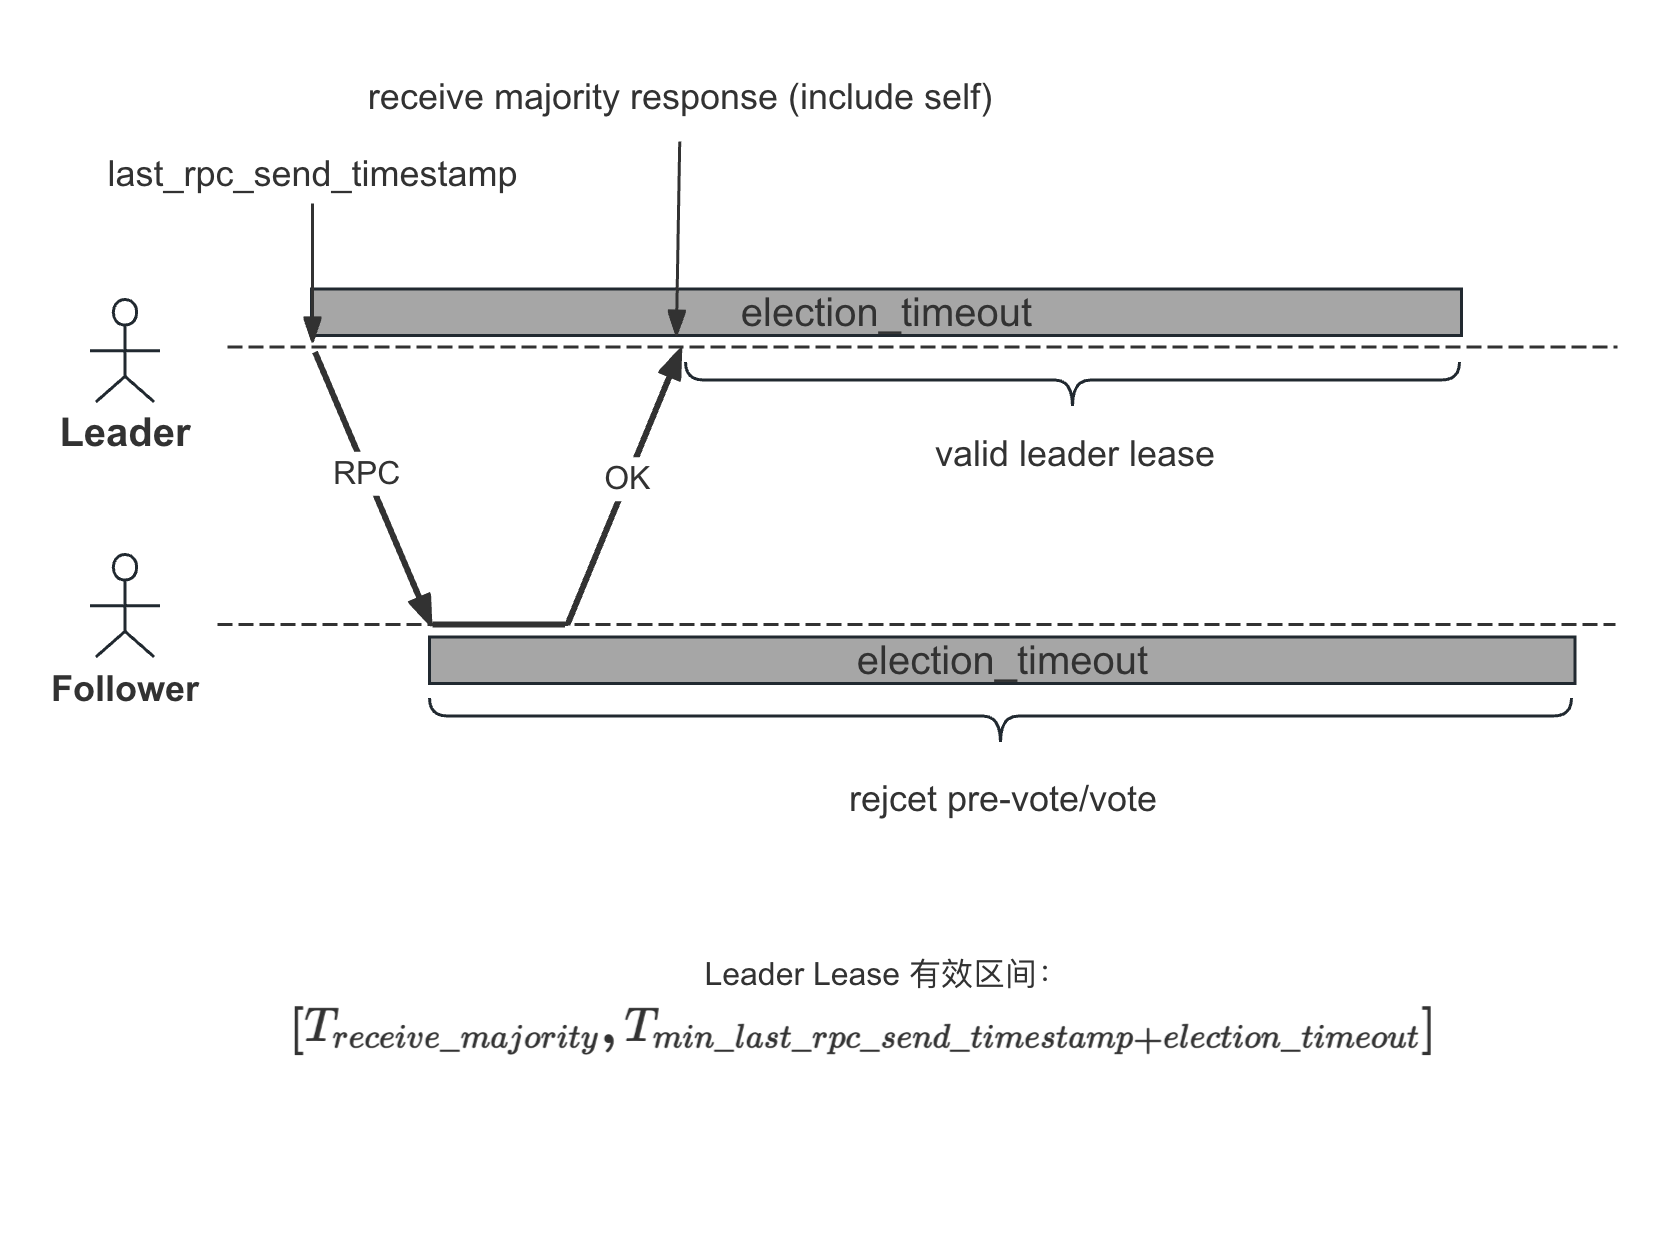 receive majority response (include self)
last_rpc_send_timestamp
election_timeout
Leader
valid leader lease
RPC
OK
election_timeout
Follower
rejcet pre-vote/vote
Leader Lease 有效区间：
[T_{receive\_majority}, T_{min\_last\_rpc\_send\_timestamp+election\_timeout}]